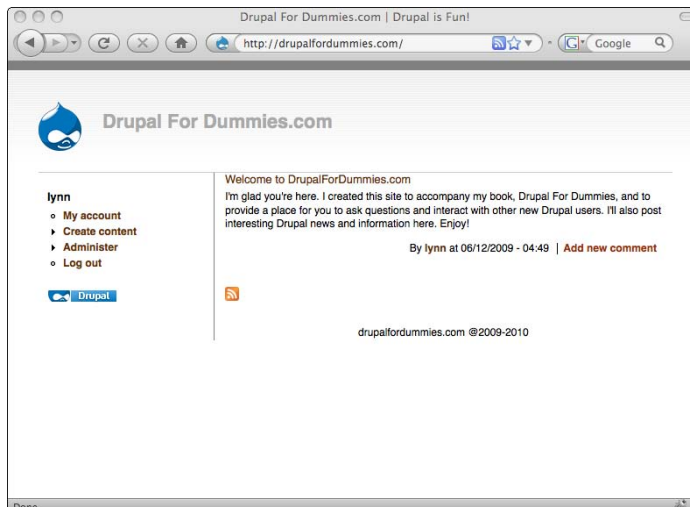 Drupal For Dummies.com | Drupal is Fun!
http://drupalfordummies.com/
G
Google
Drupal For Dummies.com
lynn
My account
Create content
Administer
Log out
Drupal
Welcome to DrupalForDummies.com
I'm glad you're here. I created this site to accompany my book, Drupal For Dummies, and to
provide a place for you to ask questions and interact with other new Drupal users. I'll also post
interesting Drupal news and information here. Enjoy!
By lynn at 06/12/2009 - 04:49 | Add new comment
drupalfordummies.com @2009-2010
Done